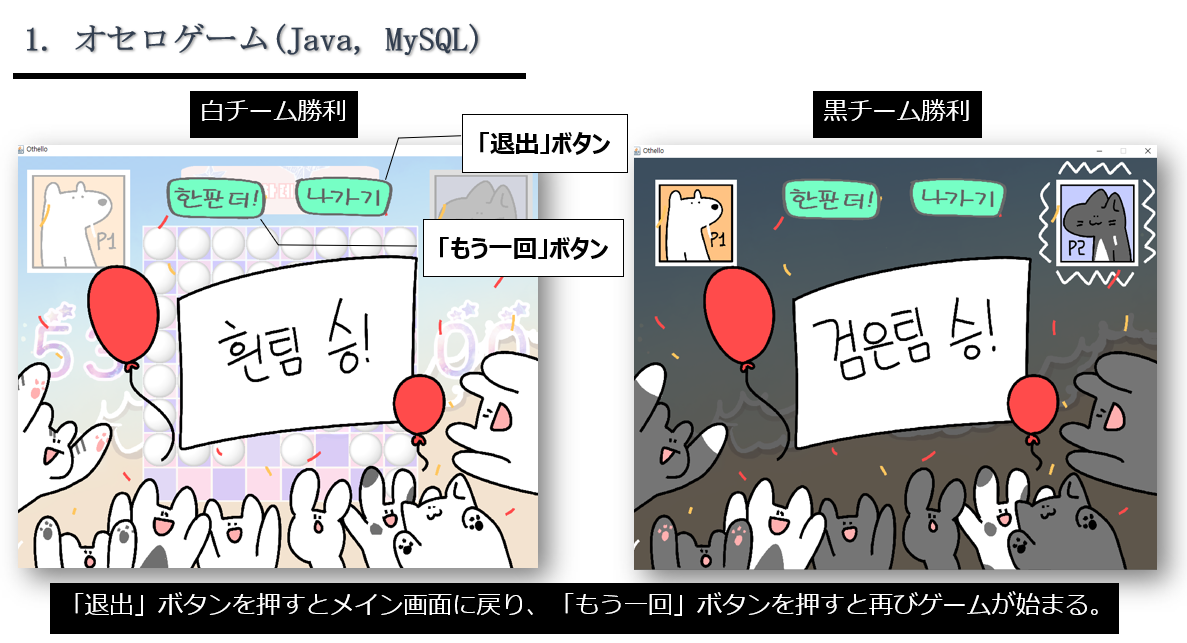 1. オセロゲーム(Java, MySQL)
白チーム勝利
黒チーム勝利
「退出」ボタン
「もう一回」ボタン
Othello
한판 더!
나가기
P1
53
00
흰팀 승!
Othello
한판 더!
나가기
P1
P2
검은팀 승!
「退出」ボタンを押すとメイン画面に戻り、「もう一回」ボタンを押すと再びゲームが始まる。